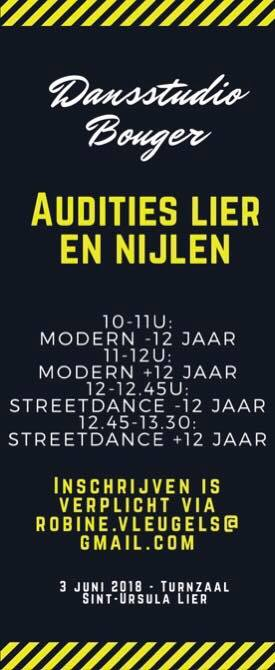 Dansstudio
Bouger
AUDITIES LIER
EN NIJLEN
10-11U:
MODERN -12 JAAR
11-12U:
MODERN +12 JAAR
12-12.45U:
STREETDANCE -12 JAAR
12.45-13.30:
STREETDANCE +12 JAAR
INSCHRIJVEN IS
VERPLICHT VIA
ROBINE.VLEUGELS@
GMAIL.COM
3 JUNI 2018 - TURNZAAL
SINT-URSULA LIER